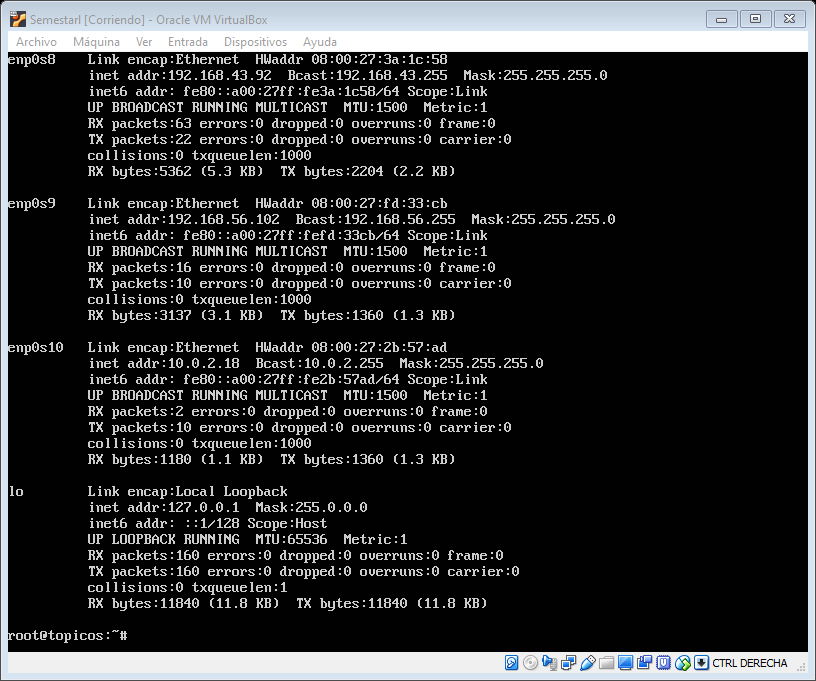 Semestarl [Corriendo] - Oracle VM VirtualBox
Archivo Máquina Ver Entrada Dispositivos Ayuda
enp0s8 Link encap:Ethernet HWaddr 08:00:27:3a:1c:58
inet addr:192.168.43.92 Bcast:192.168.43.255 Mask:255.255.255.0
inet6 addr: fe80::a00:27ff:fe3a:1c58/64 Scope:Link
UP BROADCAST RUNNING MULTICAST MTU:1500 Metric:1
RX packets:63 errors:0 dropped:0 overruns:0 frame:0
TX packets:22 errors:0 dropped:0 overruns:0 carrier:0
collisions:0 txqueuelen:1000
RX bytes:5362 (5.3 KB) TX bytes:2204 (2.2 KB)
enp0s9 Link encap:Ethernet HWaddr 08:00:27:fd:33:cb
inet addr:192.168.56.102 Bcast:192.168.56.255 Mask:255.255.255.0
inet6 addr: fe80::a00:27ff:fefd:33cb/64 Scope:Link
UP BROADCAST RUNNING MULTICAST MTU:1500 Metric:1
RX packets:16 errors:0 dropped:0 overruns:0 frame:0
TX packets:10 errors:0 dropped:0 overruns:0 carrier:0
collisions:0 txqueuelen:1000
RX bytes:3137 (3.1 KB) TX bytes:1360 (1.3 KB)
enp0s10 Link encap:Ethernet HWaddr 08:00:27:2b:57:ad
inet addr:10.0.2.18 Bcast:10.0.2.255 Mask:255.255.255.0
inet6 addr: fe80::a00:27ff:fe2b:57ad/64 Scope:Link
UP BROADCAST RUNNING MULTICAST MTU:1500 Metric:1
RX packets:2 errors:0 dropped:0 overruns:0 frame:0
TX packets:10 errors:0 dropped:0 overruns:0 carrier:0
collisions:0 txqueuelen:1000
RX bytes:1180 (1.1 KB) TX bytes:1360 (1.3 KB)
lo Link encap:Local Loopback
inet addr:127.0.0.1 Mask:255.0.0.0
inet6 addr: ::1/128 Scope:Host
UP LOOPBACK RUNNING MTU:65536 Metric:1
RX packets:160 errors:0 dropped:0 overruns:0 frame:0
TX packets:160 errors:0 dropped:0 overruns:0 carrier:0
collisions:0 txqueuelen:1
RX bytes:11840 (11.8 KB) TX bytes:11840 (11.8 KB)
root@topicos:~#
CTRL DERECHA